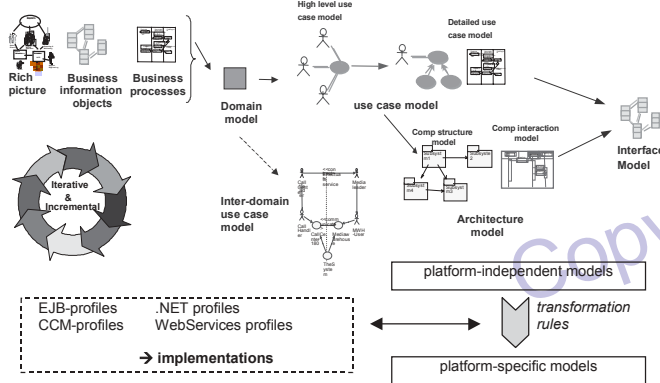 High level use
case model
Detailed use
case model
Rich
picture
Business
information
objects
Business
processes
Domain
model
use case model
Comp structure
model
Comp interaction
model
Interface
Model
Iterative
&
Incremental
Inter-domain
use case
model
service
Architecture
model
Copy
platform-independent models
EJB-profiles .NET profiles
CCM-profiles WebServices profiles
→ implementations
transformation
rules
platform-specific models